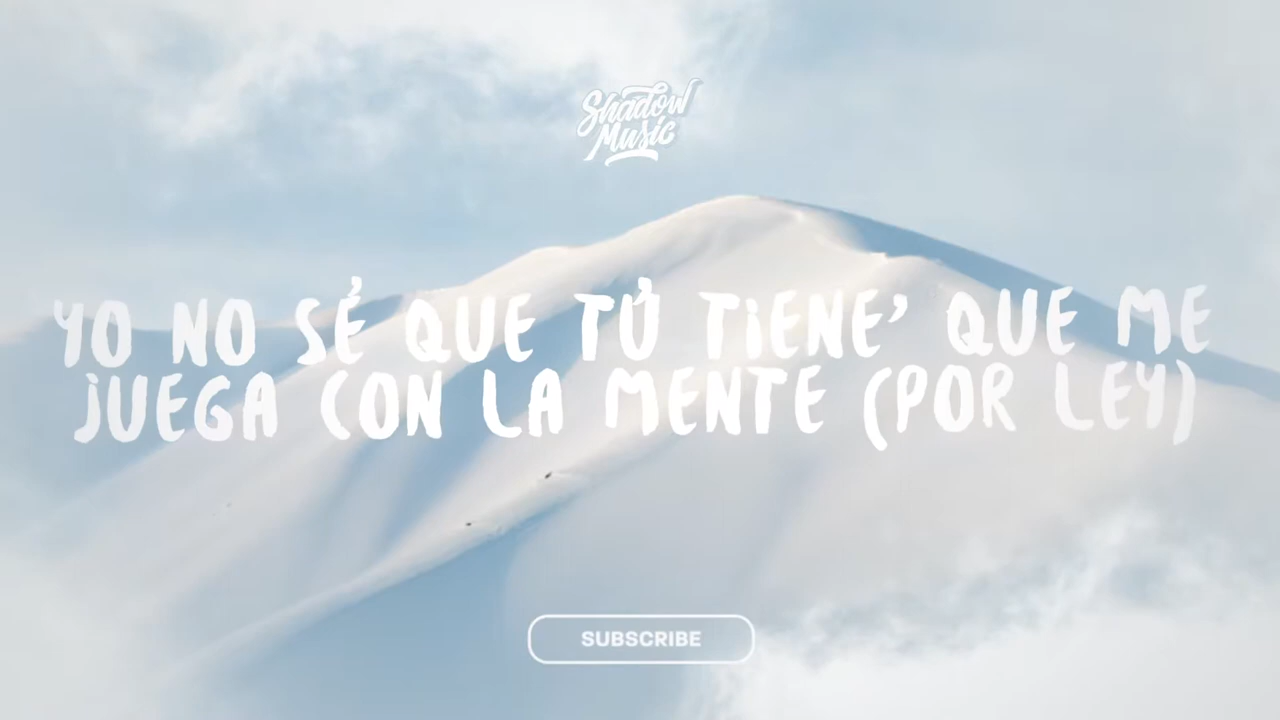 Shadow
Music
YO NO SÉ QUE TÚ TiENE' QUE ME
JUEGA CON LA MENTE (POR LEY)
SUBSCRIBE